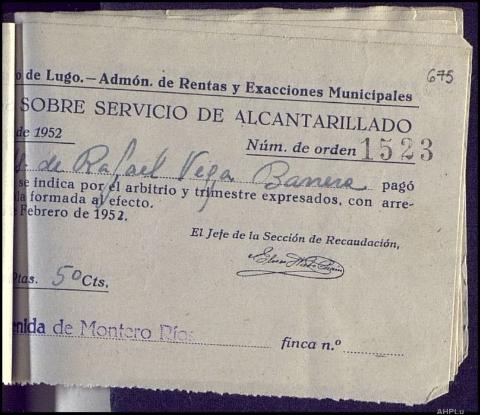 675
o de Lugo.—Admón. de Rentas y Exacciones Municipales
SOBRE SERVICIO DE ALCANTARILLADO
de 1952
Núm. de orden 1523
de Rafael Vega Barrera pagó
se indica por el arbitrio y trimestre expresados, con arre-
la formada al efecto.
Febrero de 1952.
El Jefe de la Sección de Recaudación,
Ptas. 50 Cts.
enida de Montero Ríos
finca n.º
AHPLu